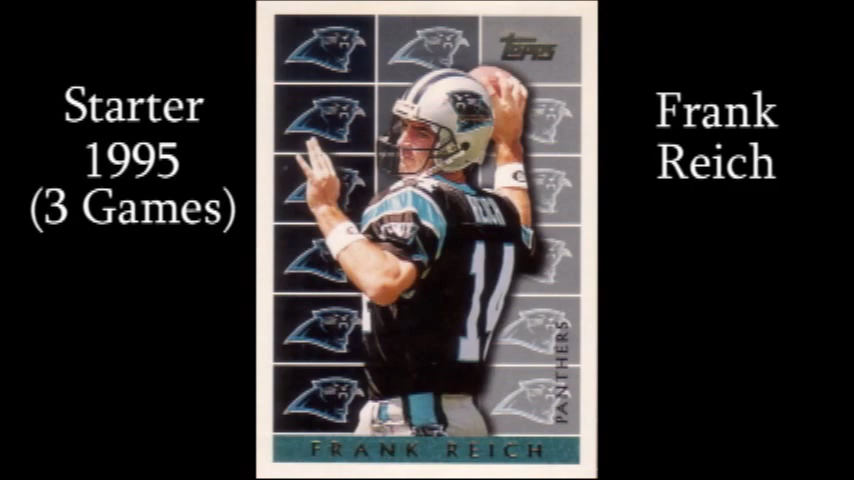 Starter
1995
(3 Games)
TOPPS
REICH
14
PANTHERS
FRANK REICH
Frank
Reich